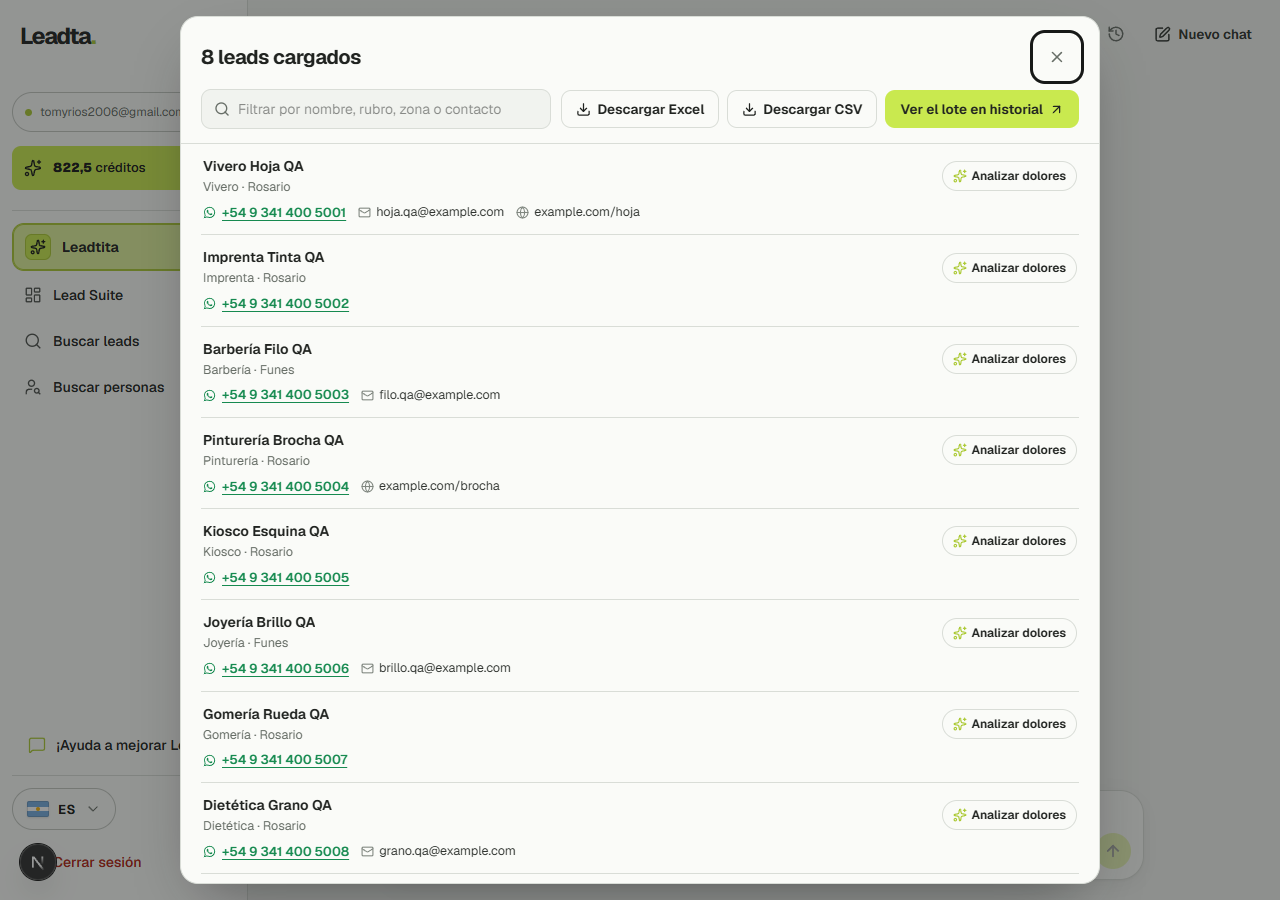 Leadta.
tomyrios2006@gmail.com
822,5 créditos
Leadtita
Lead Suite
Buscar leads
Buscar personas
¡Ayuda a mejorar
ES
N
Cerrar sesión
Nuevo chat
8 leads cargados
Filtrar por nombre, rubro, zona o contacto
Descargar Excel
Descargar CSV
Ver el lote en historial
Vivero Hoja QA
Vivero · Rosario
+54 9 341 400 5001 hoja.qa@example.com example.com/hoja
Analizar dolores
Imprenta Tinta QA
Imprenta · Rosario
+54 9 341 400 5002
Analizar dolores
Barbería Filo QA
Barbería · Funes
+54 9 341 400 5003 filo.qa@example.com
Analizar dolores
Pinturería Brocha QA
Pinturería · Rosario
+54 9 341 400 5004 example.com/brocha
Analizar dolores
Kiosco Esquina QA
Kiosco · Rosario
+54 9 341 400 5005
Analizar dolores
Joyería Brillo QA
Joyería · Funes
+54 9 341 400 5006 brillo.qa@example.com
Analizar dolores
Gomería Rueda QA
Gomería · Rosario
+54 9 341 400 5007
Analizar dolores
Dietética Grano QA
Dietética · Rosario
+54 9 341 400 5008 grano.qa@example.com
Analizar dolores